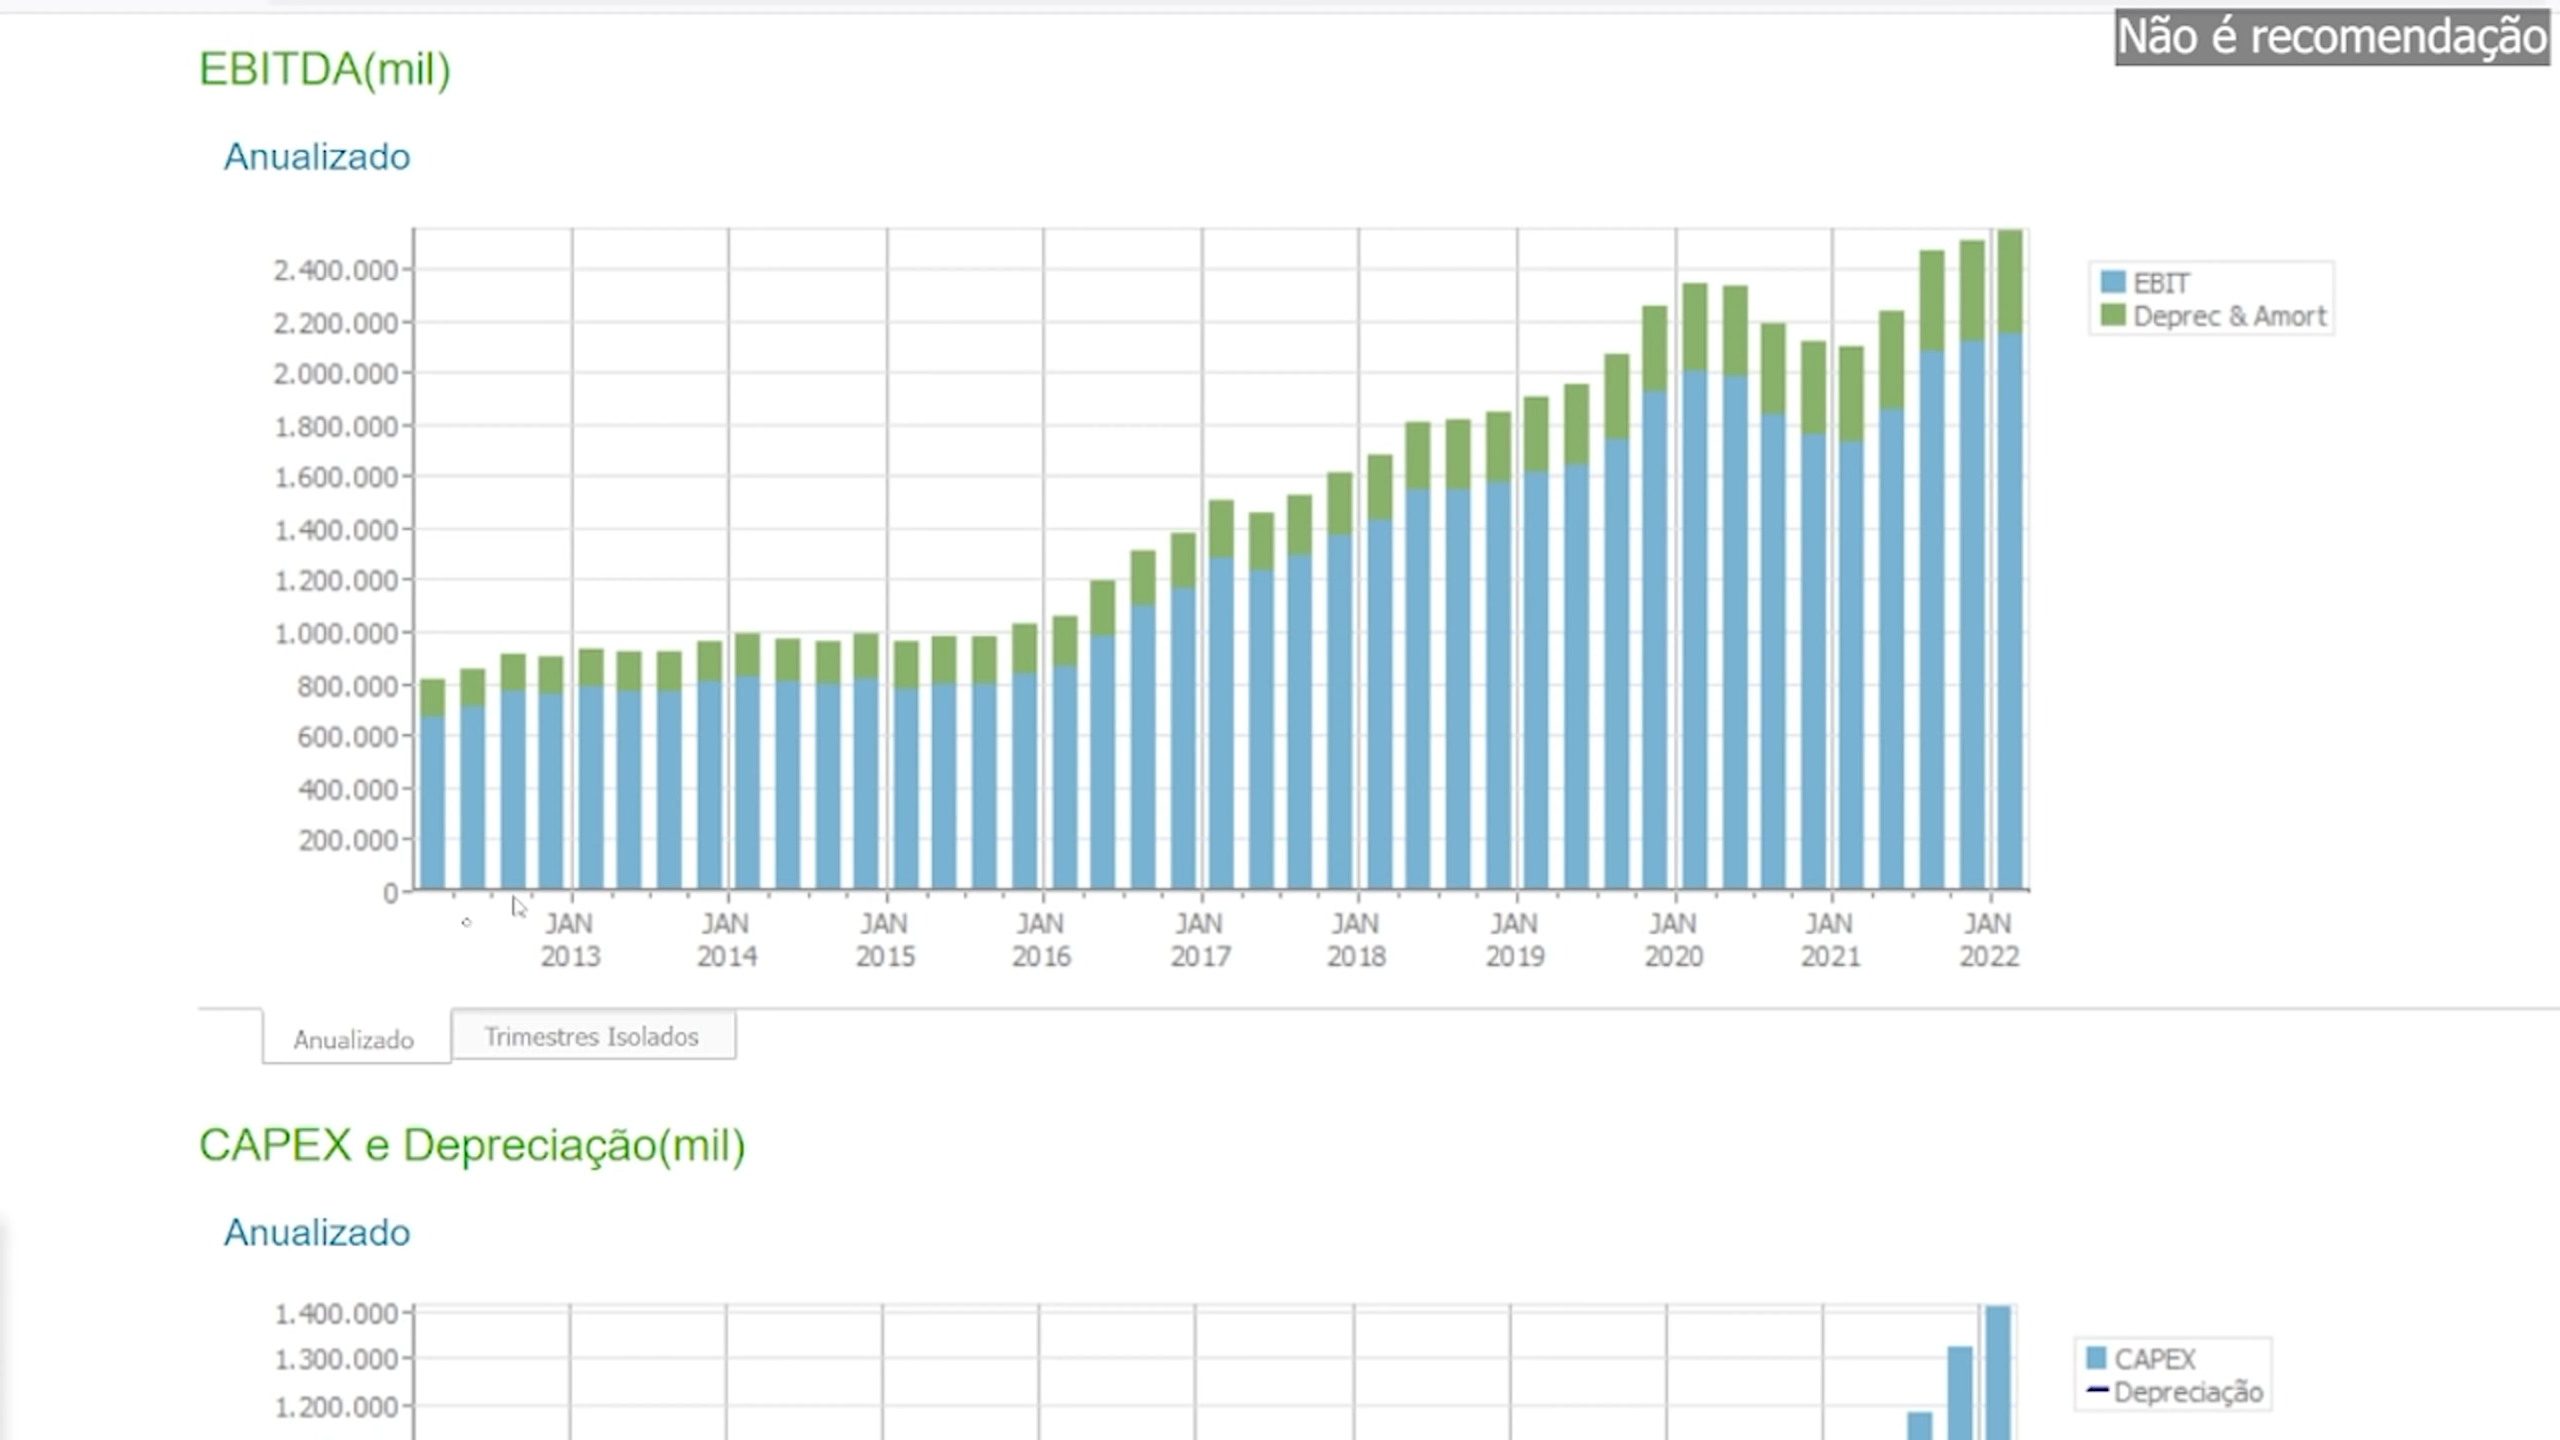 Não é recomendação
EBITDA(mil)
Anualizado
2.400.000
2.200.000
2.000.000
1.800.000
1.600.000
1.400.000
1.200.000
1.000.000
800.000
600.000
400.000
200.000
0
EBIT
Deprec & Amort
JAN JAN JAN JAN JAN JAN JAN JAN JAN JAN
2013 2014 2015 2016 2017 2018 2019 2020 2021 2022
Anualizado Trimestres Isolados
CAPEX e Depreciação(mil)
Anualizado
1.400.000
1.300.000
1.200.000
CAPEX
Depreciação